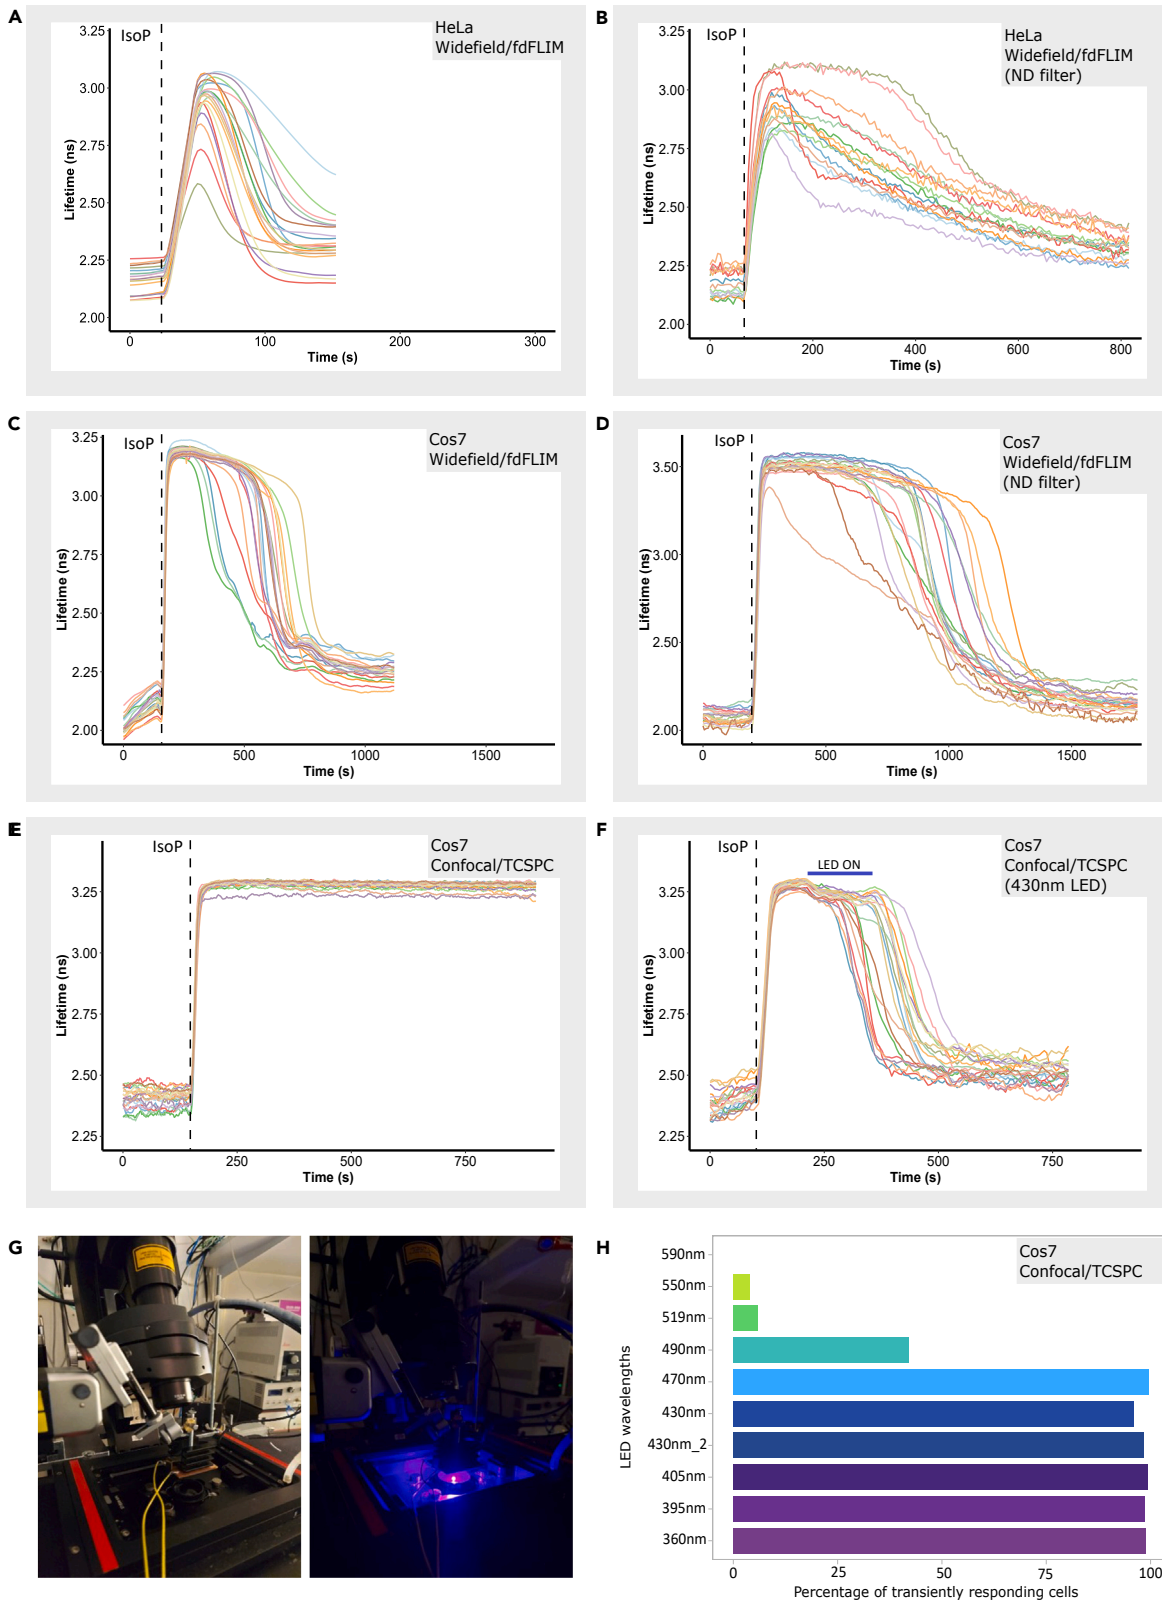 A
HeLa
Widefield/fdFLIM
IsoP
3.25
3.00
2.75
2.50
2.25
2.00
Lifetime (ns)
0
100
200
300
Time (s)
B
HeLa
Widefield/fdFLIM
(ND filter)
IsoP
3.25
3.00
2.75
2.50
2.25
2.00
Lifetime (ns)
0
200
400
600
800
Time (s)
C
Cos7
Widefield/fdFLIM
IsoP
3.25
3.00
2.75
2.50
2.25
2.00
Lifetime (ns)
0
500
1000
1500
Time (s)
D
Cos7
Widefield/fdFLIM
(ND filter)
IsoP
3.50
3.00
2.50
2.00
Lifetime (ns)
0
500
1000
1500
Time (s)
E
Cos7
Confocal/TCSPC
IsoP
3.25
3.00
2.75
2.50
2.25
Lifetime (ns)
0
250
500
750
Time (s)
F
Cos7
Confocal/TCSPC
(430nm LED)
IsoP
LED ON
3.25
3.00
2.75
2.50
2.25
Lifetime (ns)
0
250
500
750
Time (s)
G
H
Cos7
Confocal/TCSPC
590nm
550nm
519nm
490nm
470nm
430nm
430nm_2
405nm
395nm
360nm
LED wavelengths
0
25
50
75
100
Percentage of transiently responding cells